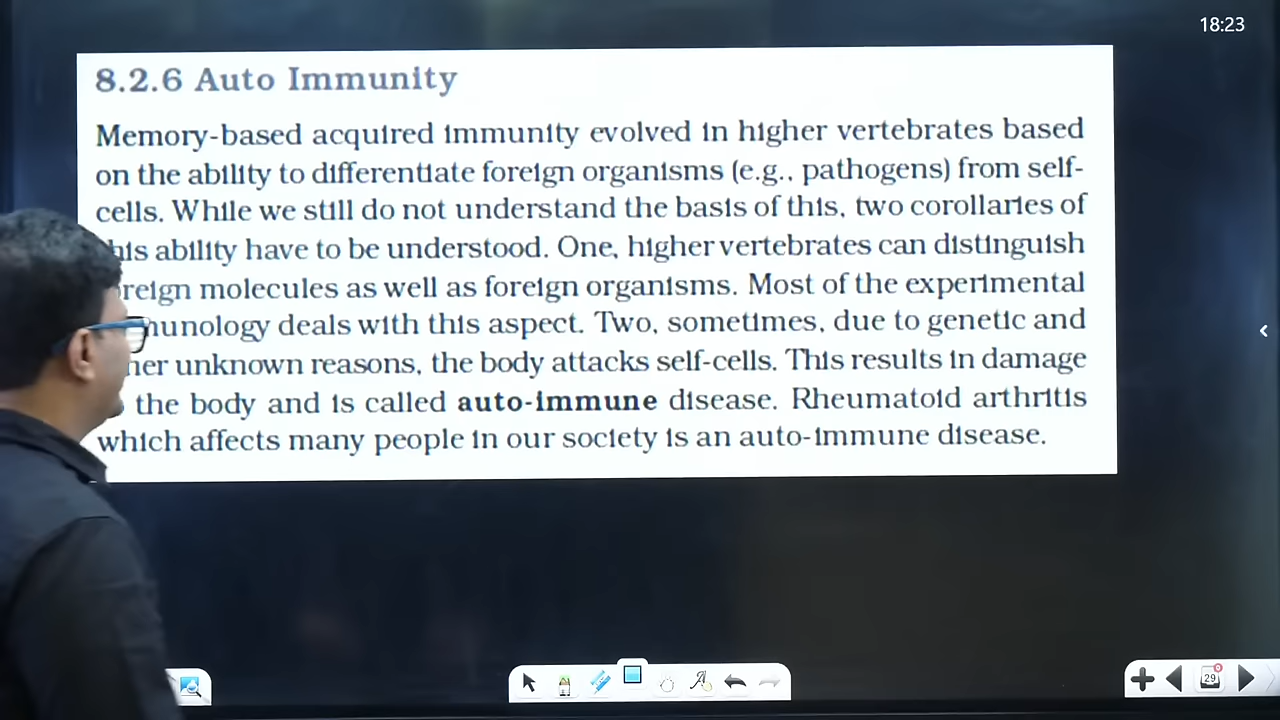 18:23
8.2.6 Auto Immunity
Memory-based acquired immunity evolved in higher vertebrates based
on the ability to differentiate foreign organisms (e.g., pathogens) from self-
cells. While we still do not understand the basis of this, two corollaries of
his ability have to be understood. One, higher vertebrates can distinguish
reign molecules as well as foreign organisms. Most of the experimental
munology deals with this aspect. Two, sometimes, due to genetic and
her unknown reasons, the body attacks self-cells. This results in damage
the body and is called auto-immune disease. Rheumatoid arthritis
which affects many people in our society is an auto-immune disease.
29